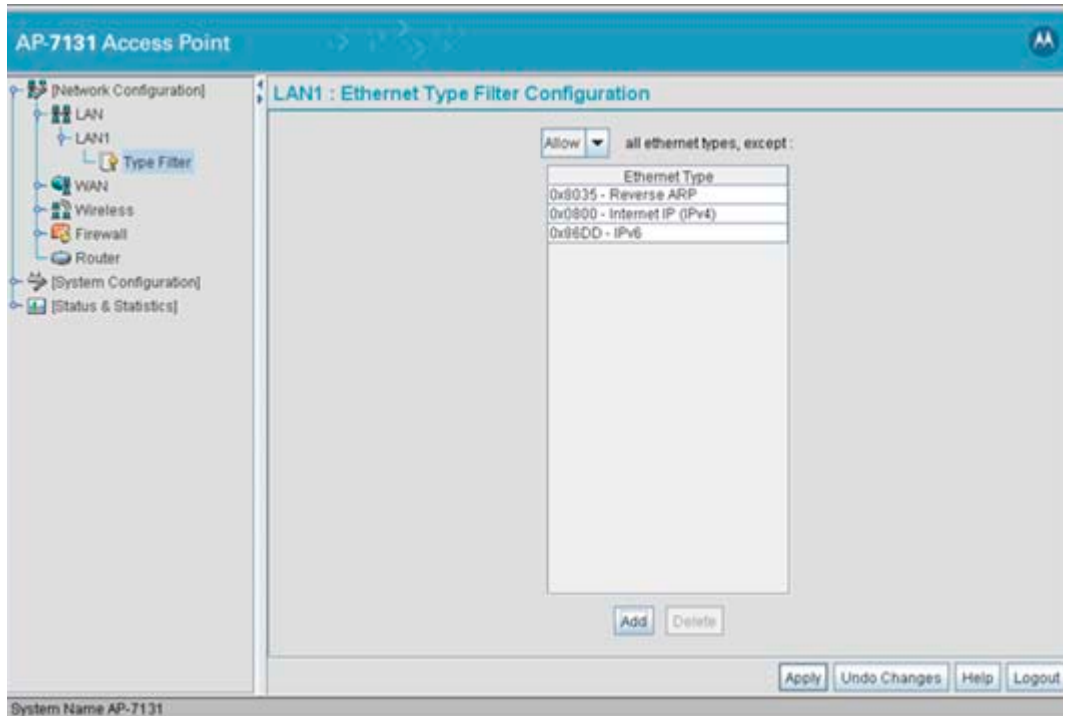 AP-7131 Access Point
[Network Configuration]
LAN
LAN1
Type Filter
WAN
Wireless
Firewall
Router
[System Configuration]
[Status & Statistics]
LAN1 : Ethernet Type Filter Configuration
Allow all ethernet types, except :
Ethernet Type
0x8035 - Reverse ARP
0x0800 - Internet IP (IPv4)
0x86DD - IPv6
Add Delete
Apply Undo Changes Help Logout
System Name AP-7131